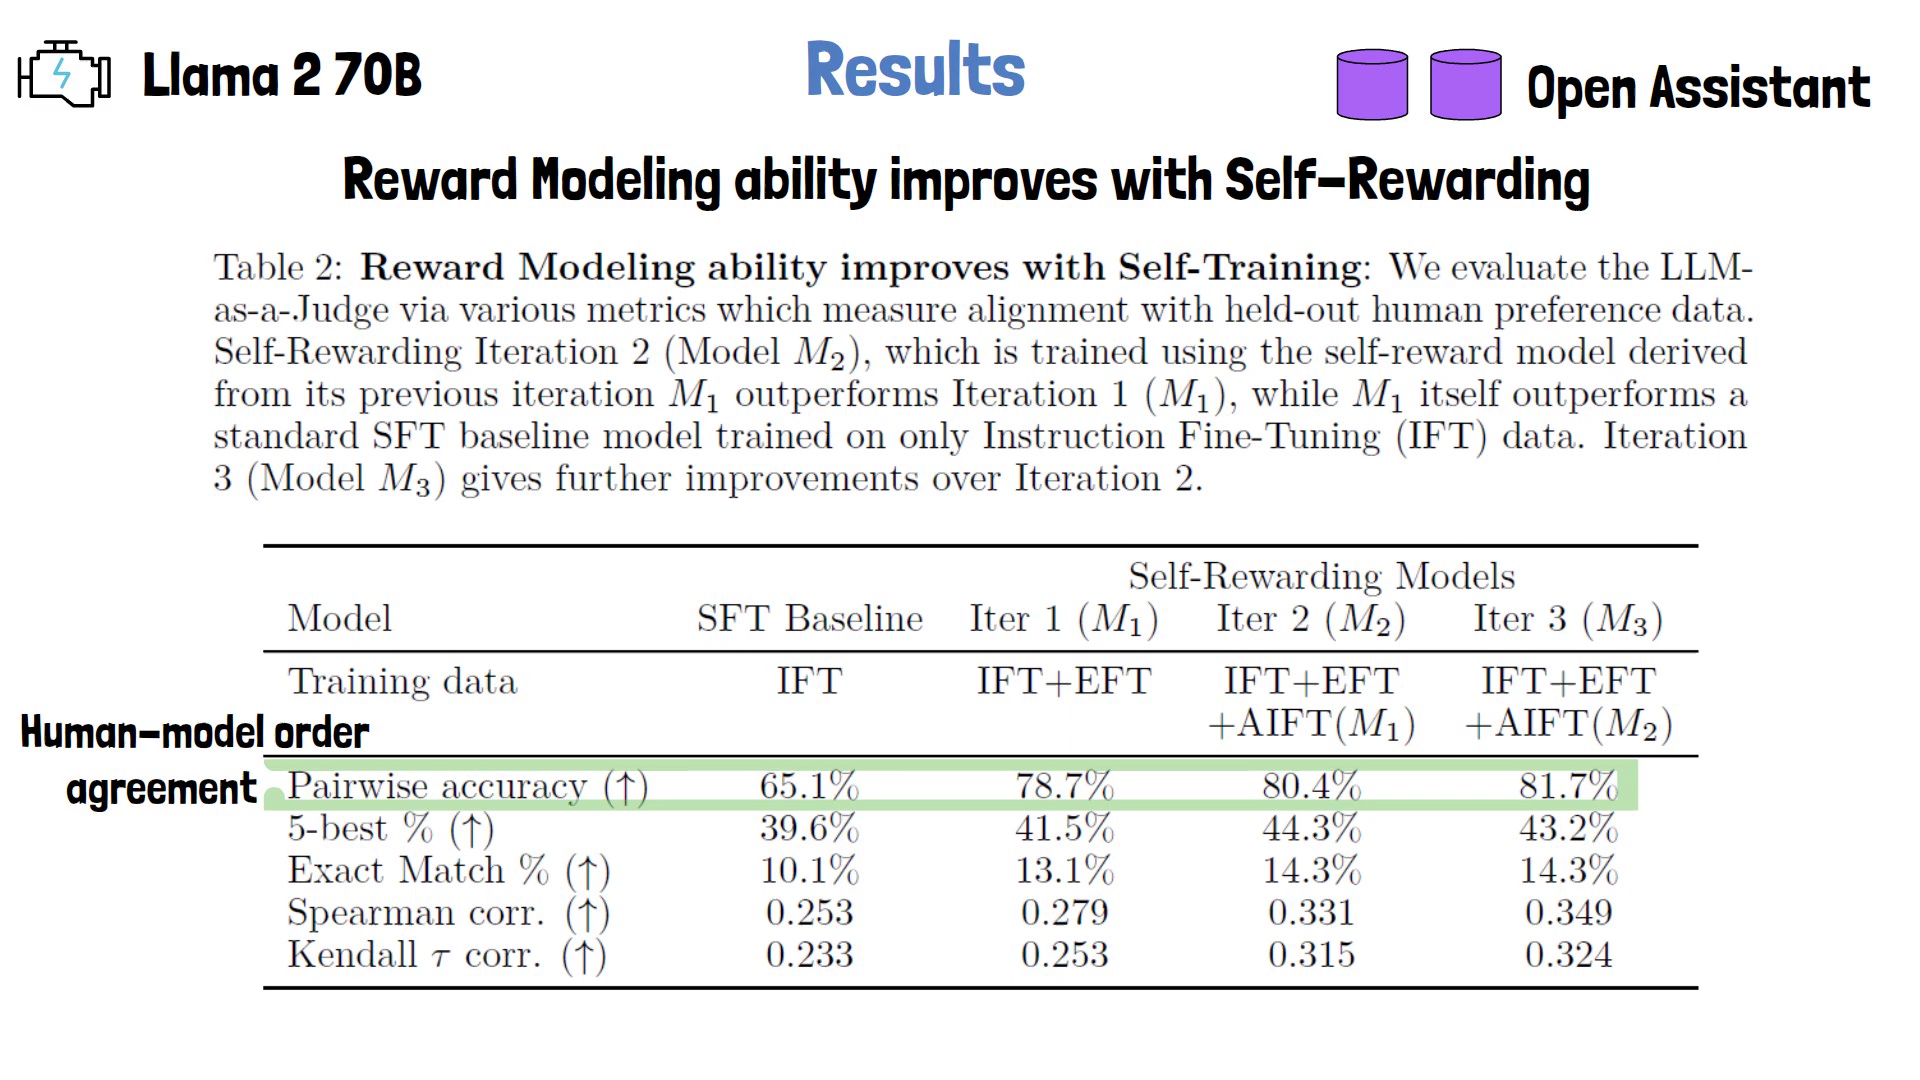 Llama 2 70B
Results
Open Assistant
Reward Modeling ability improves with Self-Rewarding
Table 2: Reward Modeling ability improves with Self-Training: We evaluate the LLM-
as-a-Judge via various metrics which measure alignment with held-out human preference data.
Self-Rewarding Iteration 2 (Model M₂), which is trained using the self-reward model derived
from its previous iteration M₁ outperforms Iteration 1 (M₁), while M₁ itself outperforms a
standard SFT baseline model trained on only Instruction Fine-Tuning (IFT) data. Iteration
3 (Model M₃) gives further improvements over Iteration 2.
Self-Rewarding Models
Model SFT Baseline Iter 1 (M₁) Iter 2 (M₂) Iter 3 (M₃)
Training data IFT IFT+EFT IFT+EFT IFT+EFT
+AIFT(M₁) +AIFT(M₂)
Human-model order
agreement
Pairwise accuracy (↑) 65.1% 78.7% 80.4% 81.7%
5-best % (↑) 39.6% 41.5% 44.3% 43.2%
Exact Match % (↑) 10.1% 13.1% 14.3% 14.3%
Spearman corr. (↑) 0.253 0.279 0.331 0.349
Kendall τ corr. (↑) 0.233 0.253 0.315 0.324